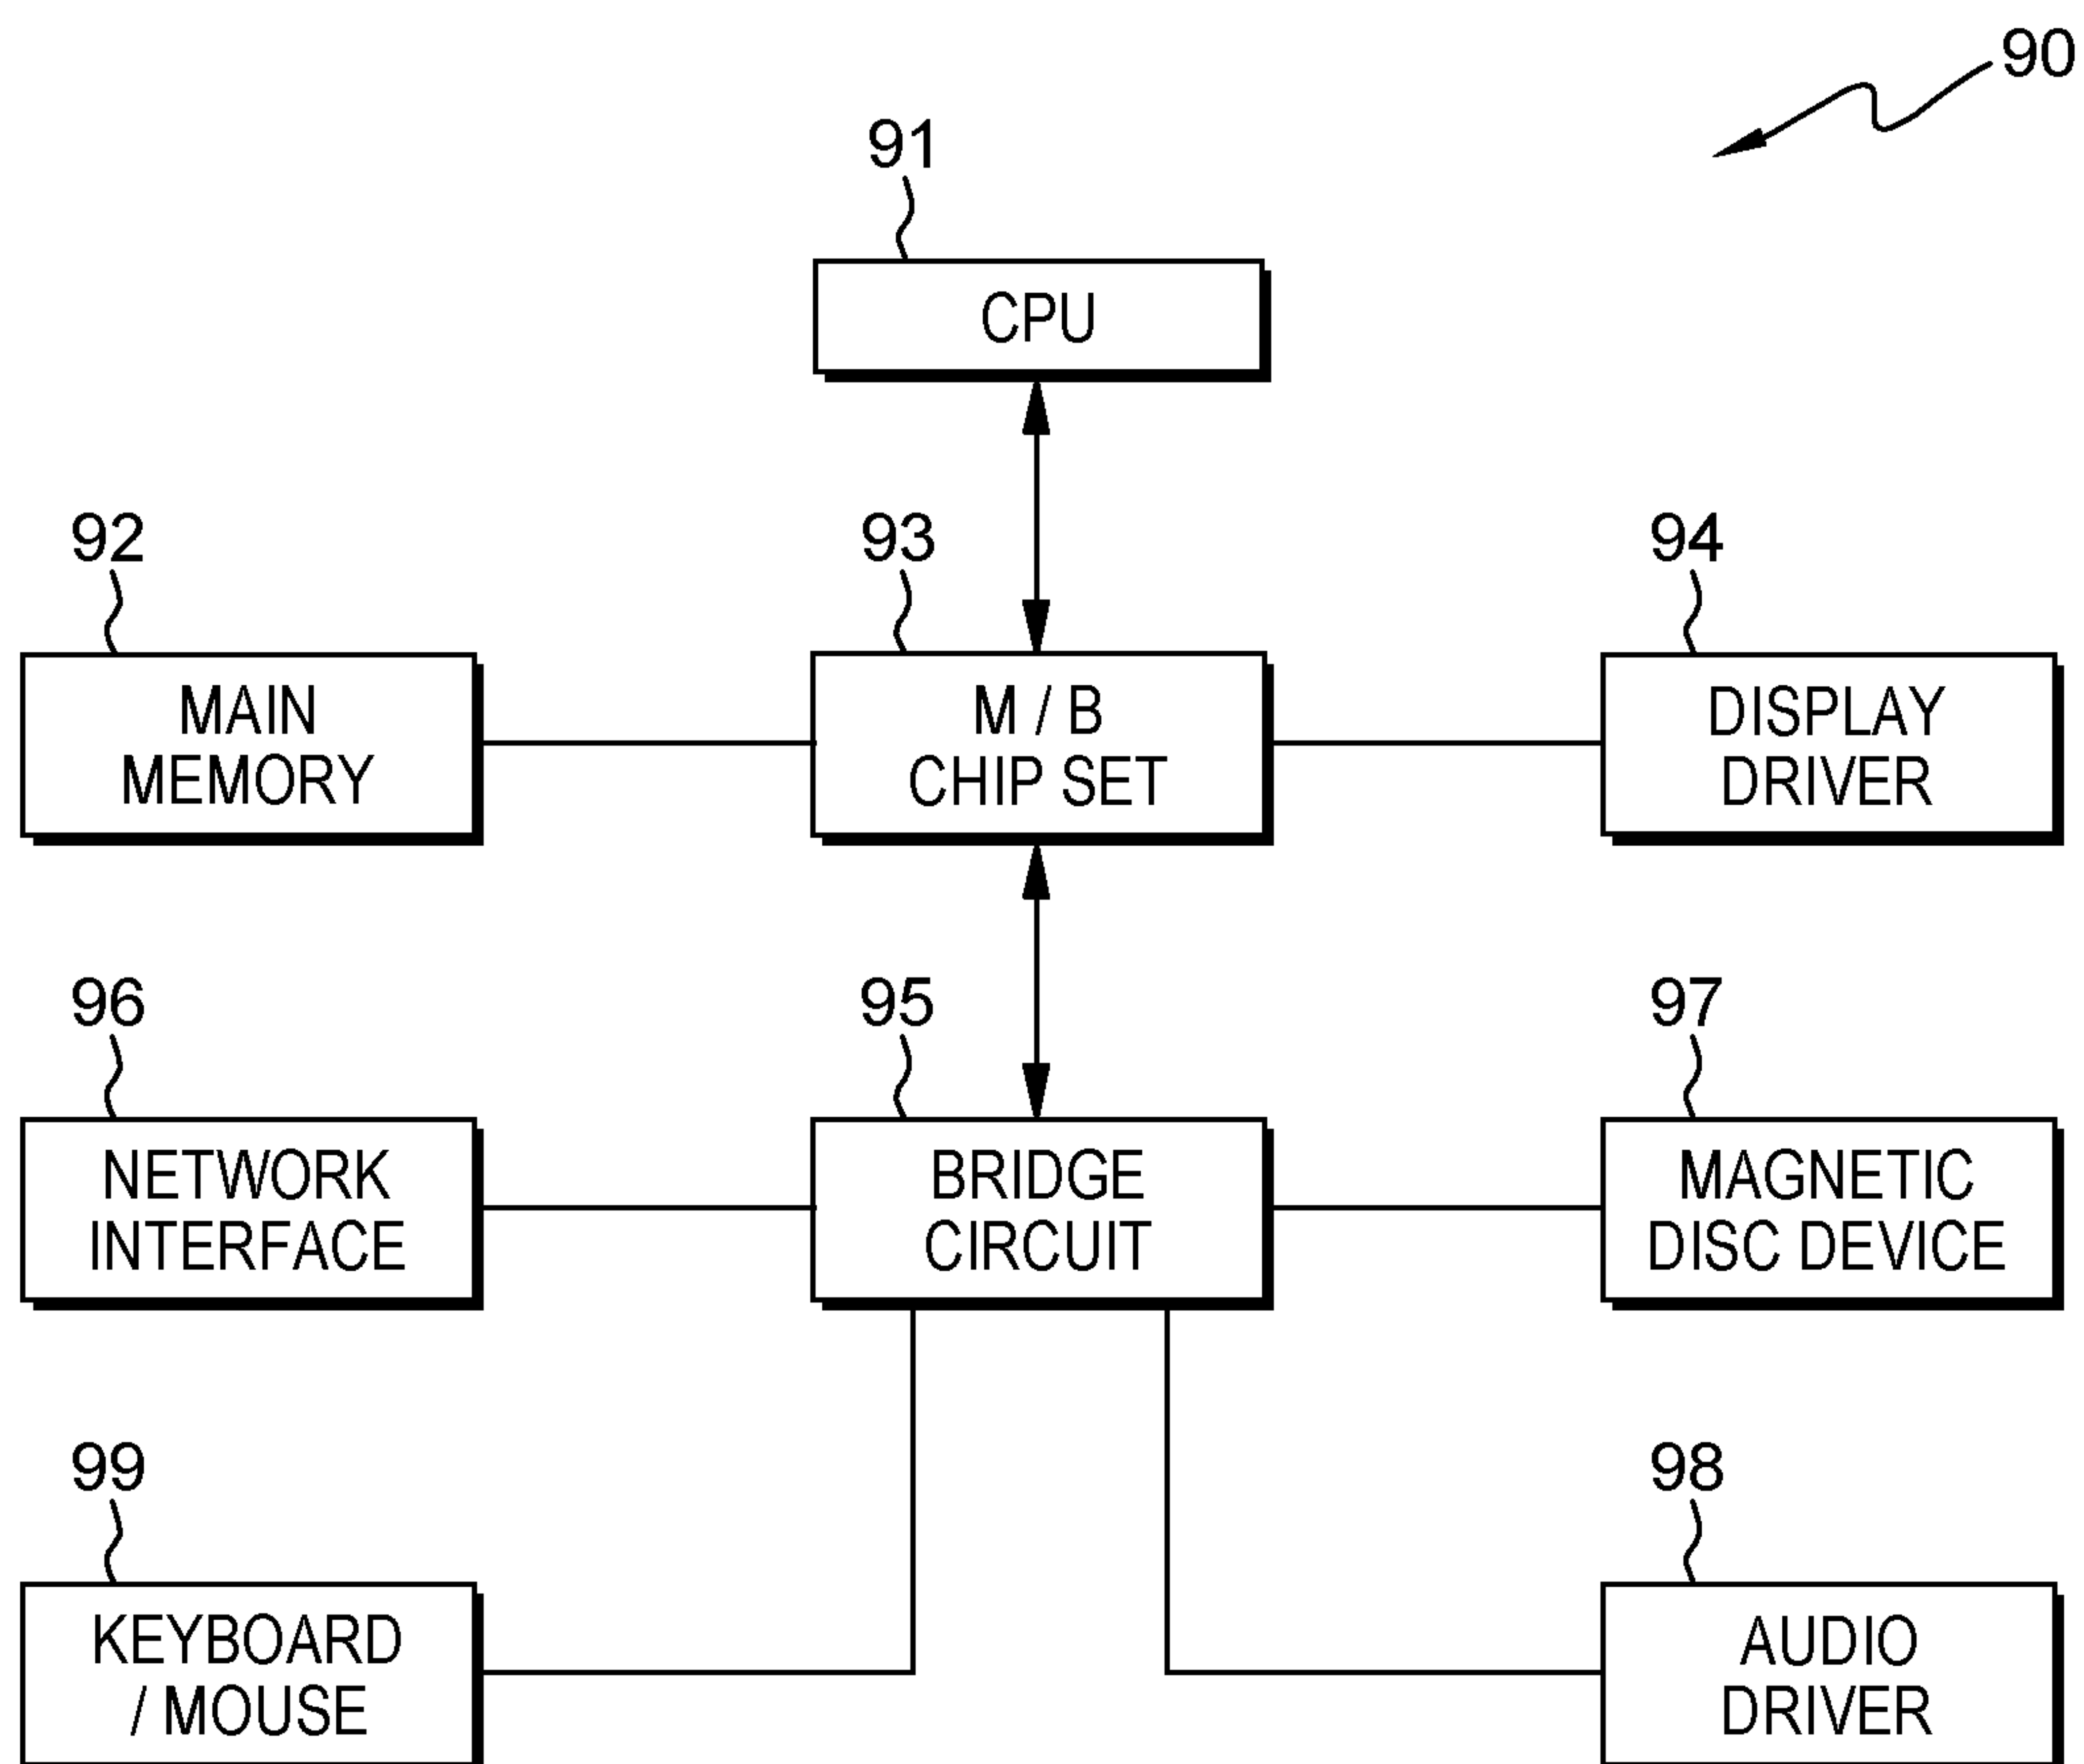 90
91
CPU
92
93
94
MAIN
MEMORY
M / B
CHIP SET
DISPLAY
DRIVER
96
95
97
NETWORK
INTERFACE
BRIDGE
CIRCUIT
MAGNETIC
DISC DEVICE
99
98
KEYBOARD
/ MOUSE
AUDIO
DRIVER